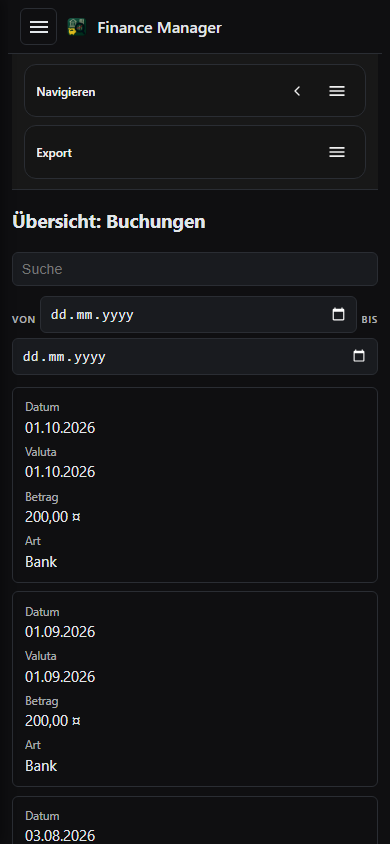 Finance Manager
Navigieren
Export
Übersicht: Buchungen
Suche
VON dd.mm.yyyy BIS
dd.mm.yyyy
Datum
01.10.2026
Valuta
01.10.2026
Betrag
200,00 ¤
Art
Bank
Datum
01.09.2026
Valuta
01.09.2026
Betrag
200,00 ¤
Art
Bank
Datum
03.08.2026